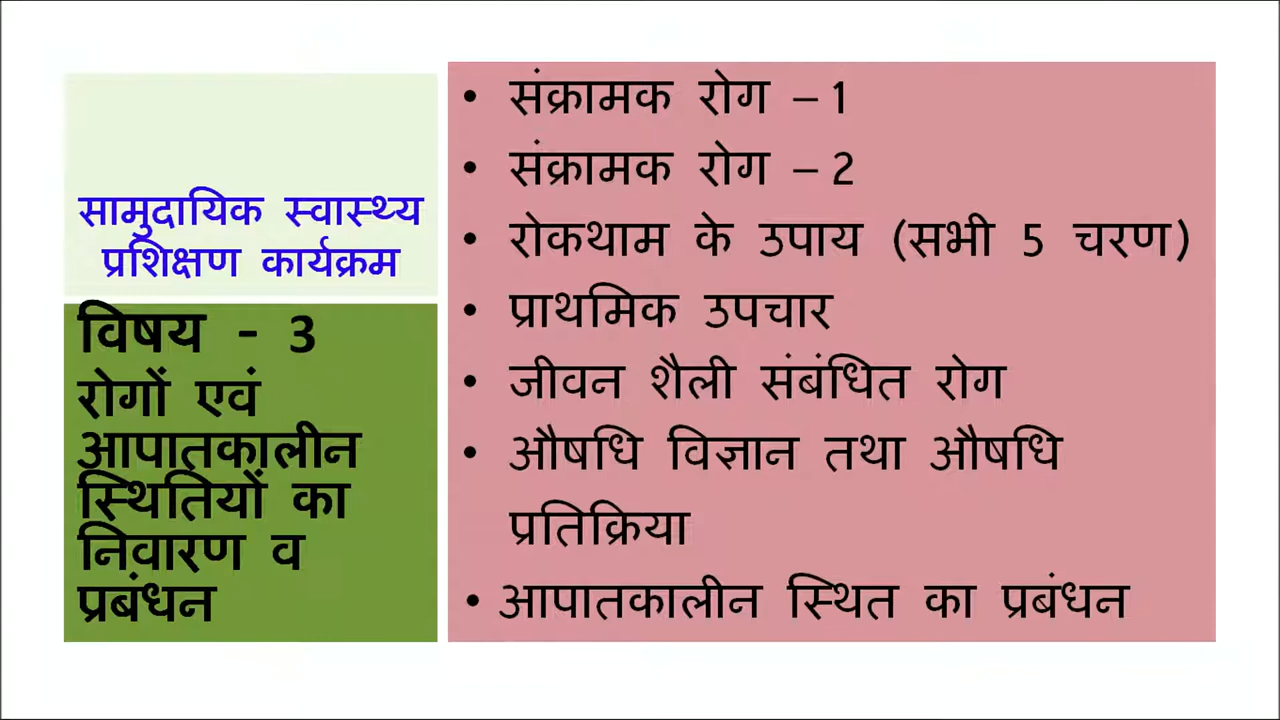 सामुदायिक स्वास्थ्य
प्रशिक्षण कार्यक्रम
विषय - 3
रोगों एवं
आपातकालीन
स्थितियों का
निवारण व
प्रबंधन
• संक्रामक रोग – 1
• संक्रामक रोग – 2
• रोकथाम के उपाय (सभी 5 चरण)
• प्राथमिक उपचार
• जीवन शैली संबंधित रोग
• औषधि विज्ञान तथा औषधि
प्रतिक्रिया
• आपातकालीन स्थित का प्रबंधन